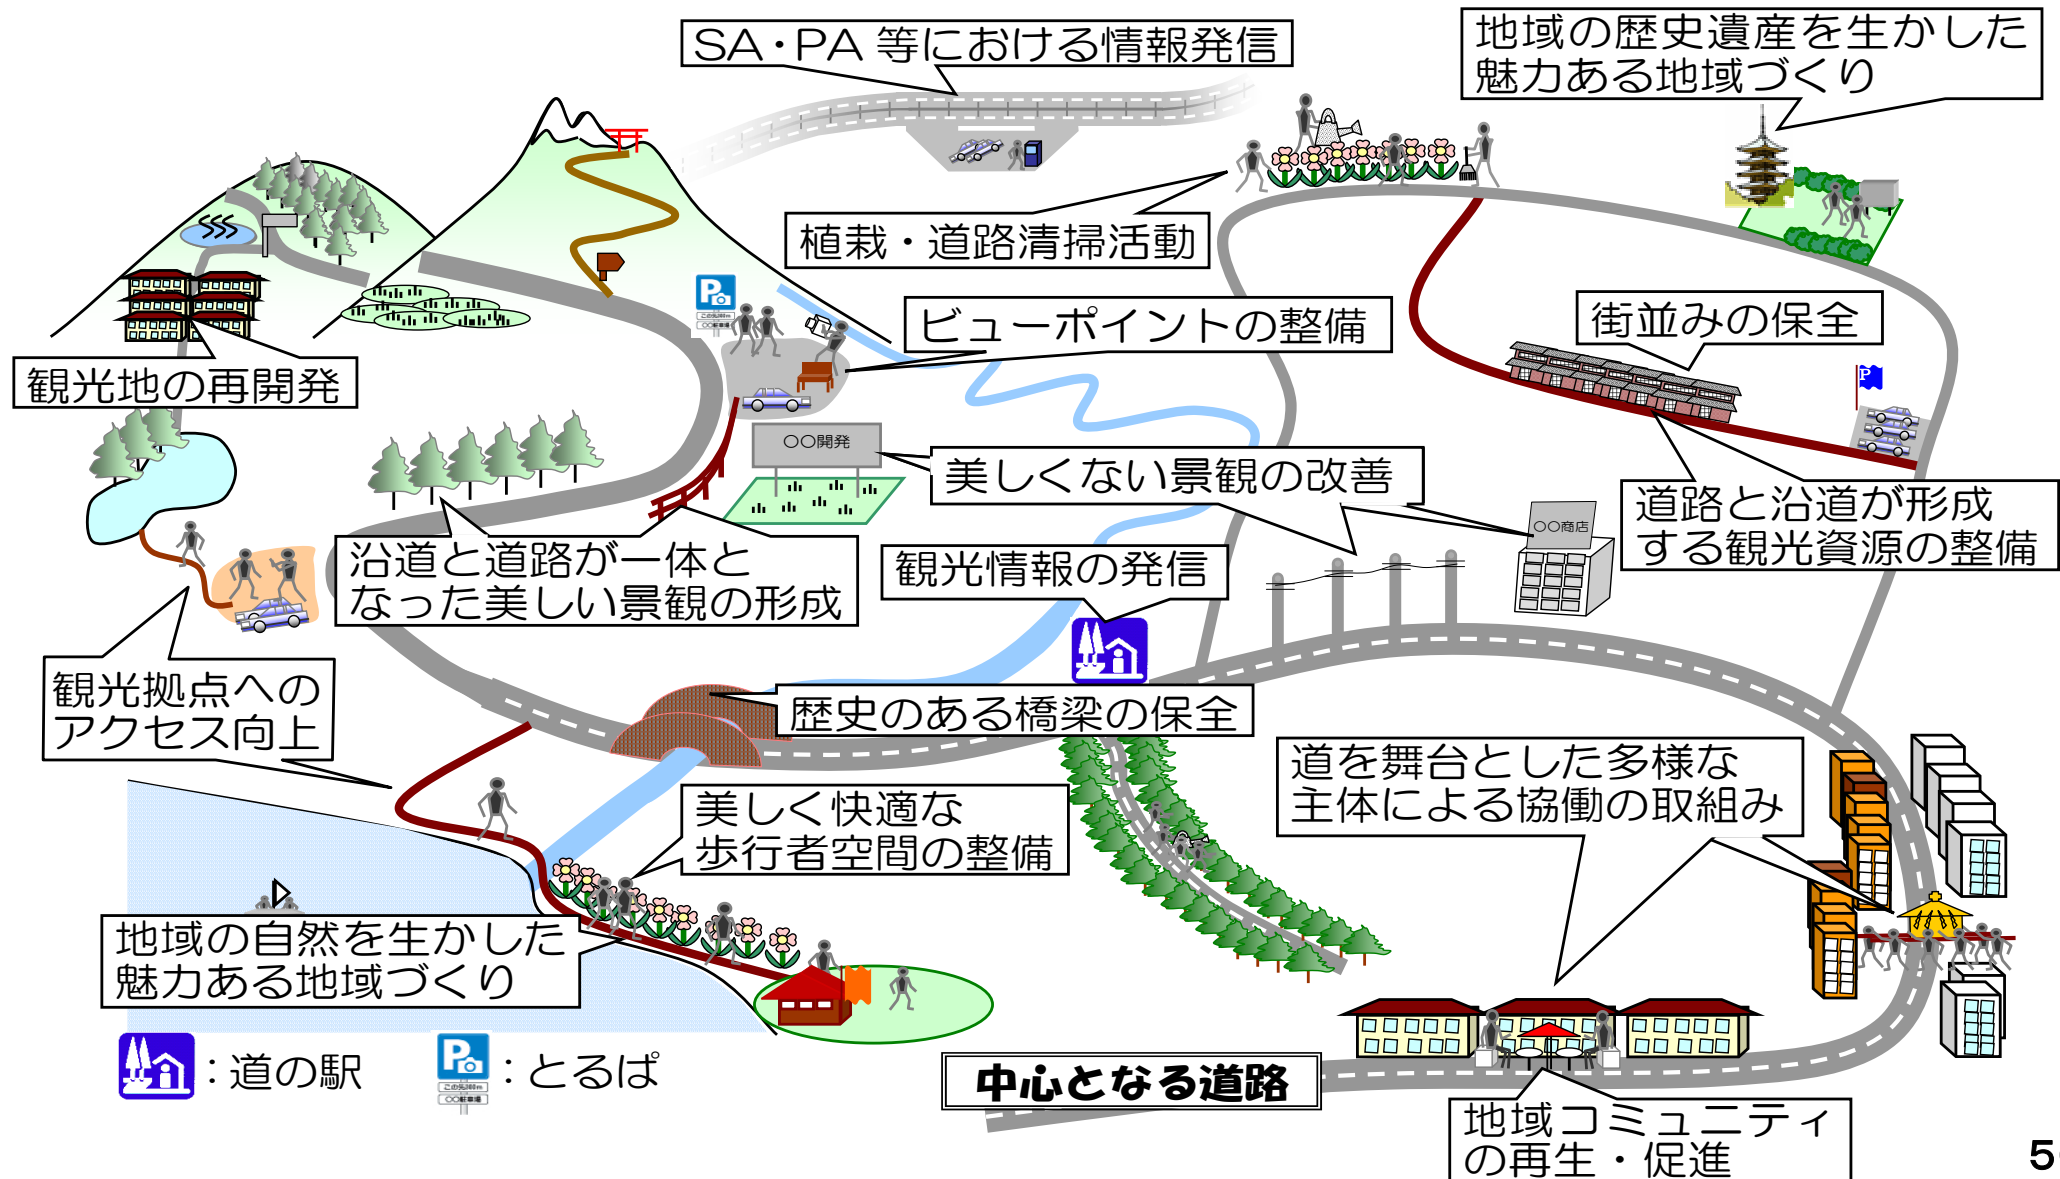 SA・PA 等における情報発信
地域の歴史遺産を生かした
魅力ある地域づくり
植栽・道路清掃活動
ビューポイントの整備
街並みの保全
観光地の再開発
〇〇開発
美しくない景観の改善
〇〇商店
道路と沿道が形成
する観光資源の整備
P
P
沿道と道路が一体と
なった美しい景観の形成
観光情報の発信
観光拠点への
アクセス向上
歴史のある橋梁の保全
道を舞台とした多様な
主体による協働の取組み
美しく快適な
歩行者空間の整備
地域の自然を生かした
魅力ある地域づくり
:道の駅
P
:とるぱ
中心となる道路
地域コミュニティ
の再生・促進
5